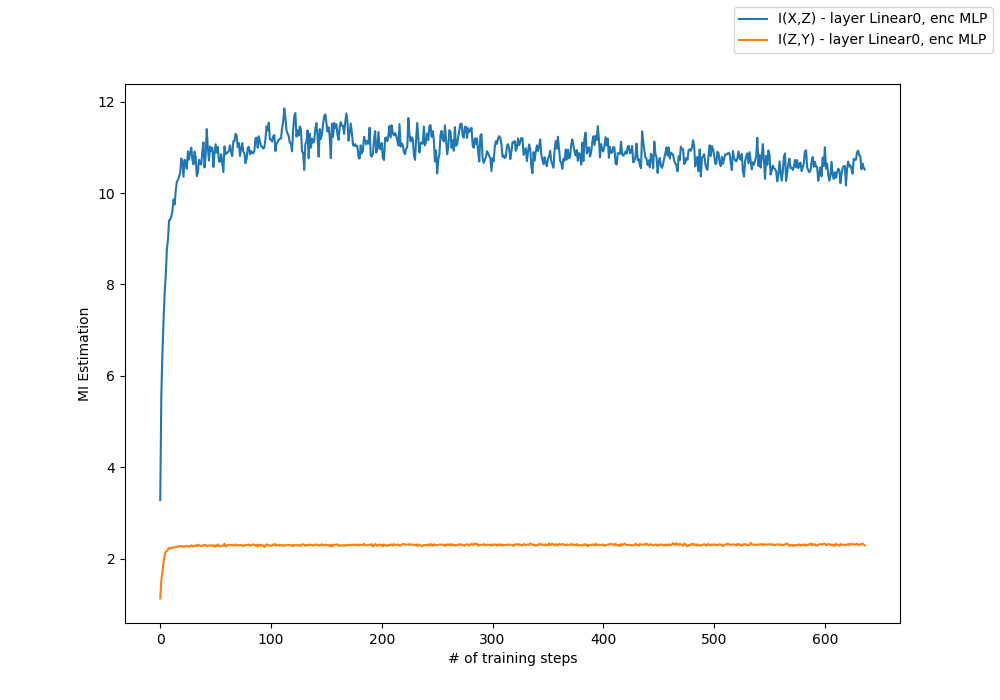 I(X,Z) - layer Linear0, enc MLP
I(Z,Y) - layer Linear0, enc MLP
12
10
8
6
4
2
MI Estimation
0 100 200 300 400 500 600
# of training steps